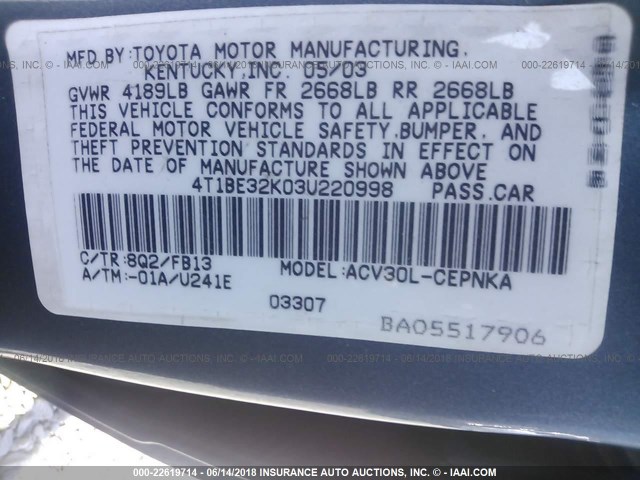 MFD BY:TOYOTA MOTOR MANUFACTURING.
KENTUCKY,INC. 05/03
GVWR 4189LB GAWR FR 2668LB RR 2668LB
THIS VEHICLE CONFORMS TO ALL APPLICABLE
FEDERAL MOTOR VEHICLE SAFETY,BUMPER, AND
THEFT PREVENTION STANDARDS IN EFFECT ON
THE DATE OF MANUFACTURE SHOWN ABOVE
4T1BE32K03U220998 PASS.CAR
C/TR:8Q2/FB13
A/TM:-01A/U241E
MODEL:ACV30L-CEPNKA
03307
BA05517906
000-22619714 - 06/14/2018 INSURANCE AUTO AUCTIONS - © - IAAI.COM